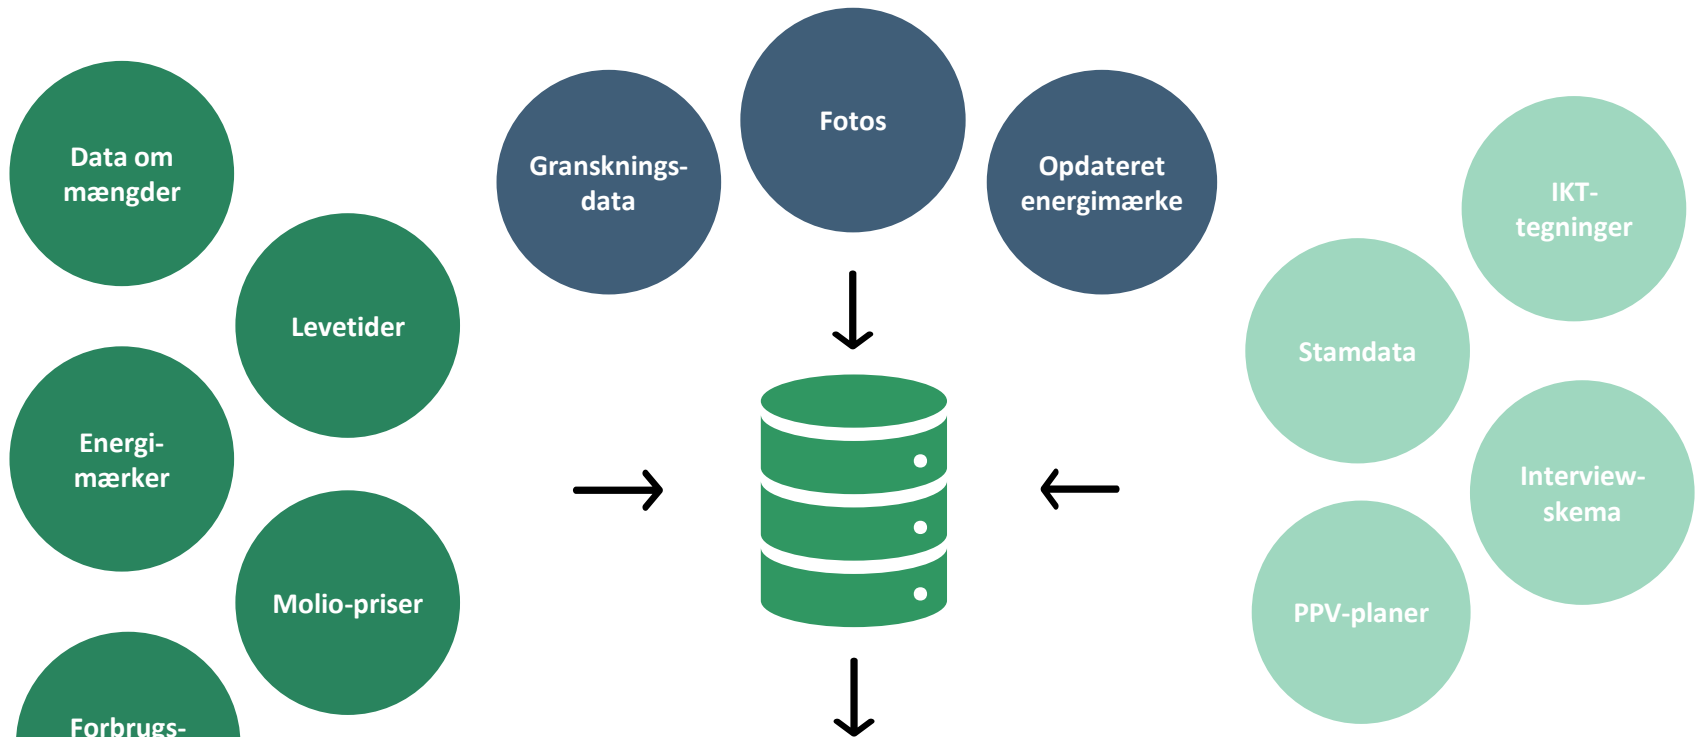 Data om
mængder
Levetider
Energi-
mærker
Molio-priser
Forbrugs-
Gransknings-
data
Fotos
Opdateret
energimærke
IKT-
tegninger
Stamdata
Interview-
skema
PPV-planer